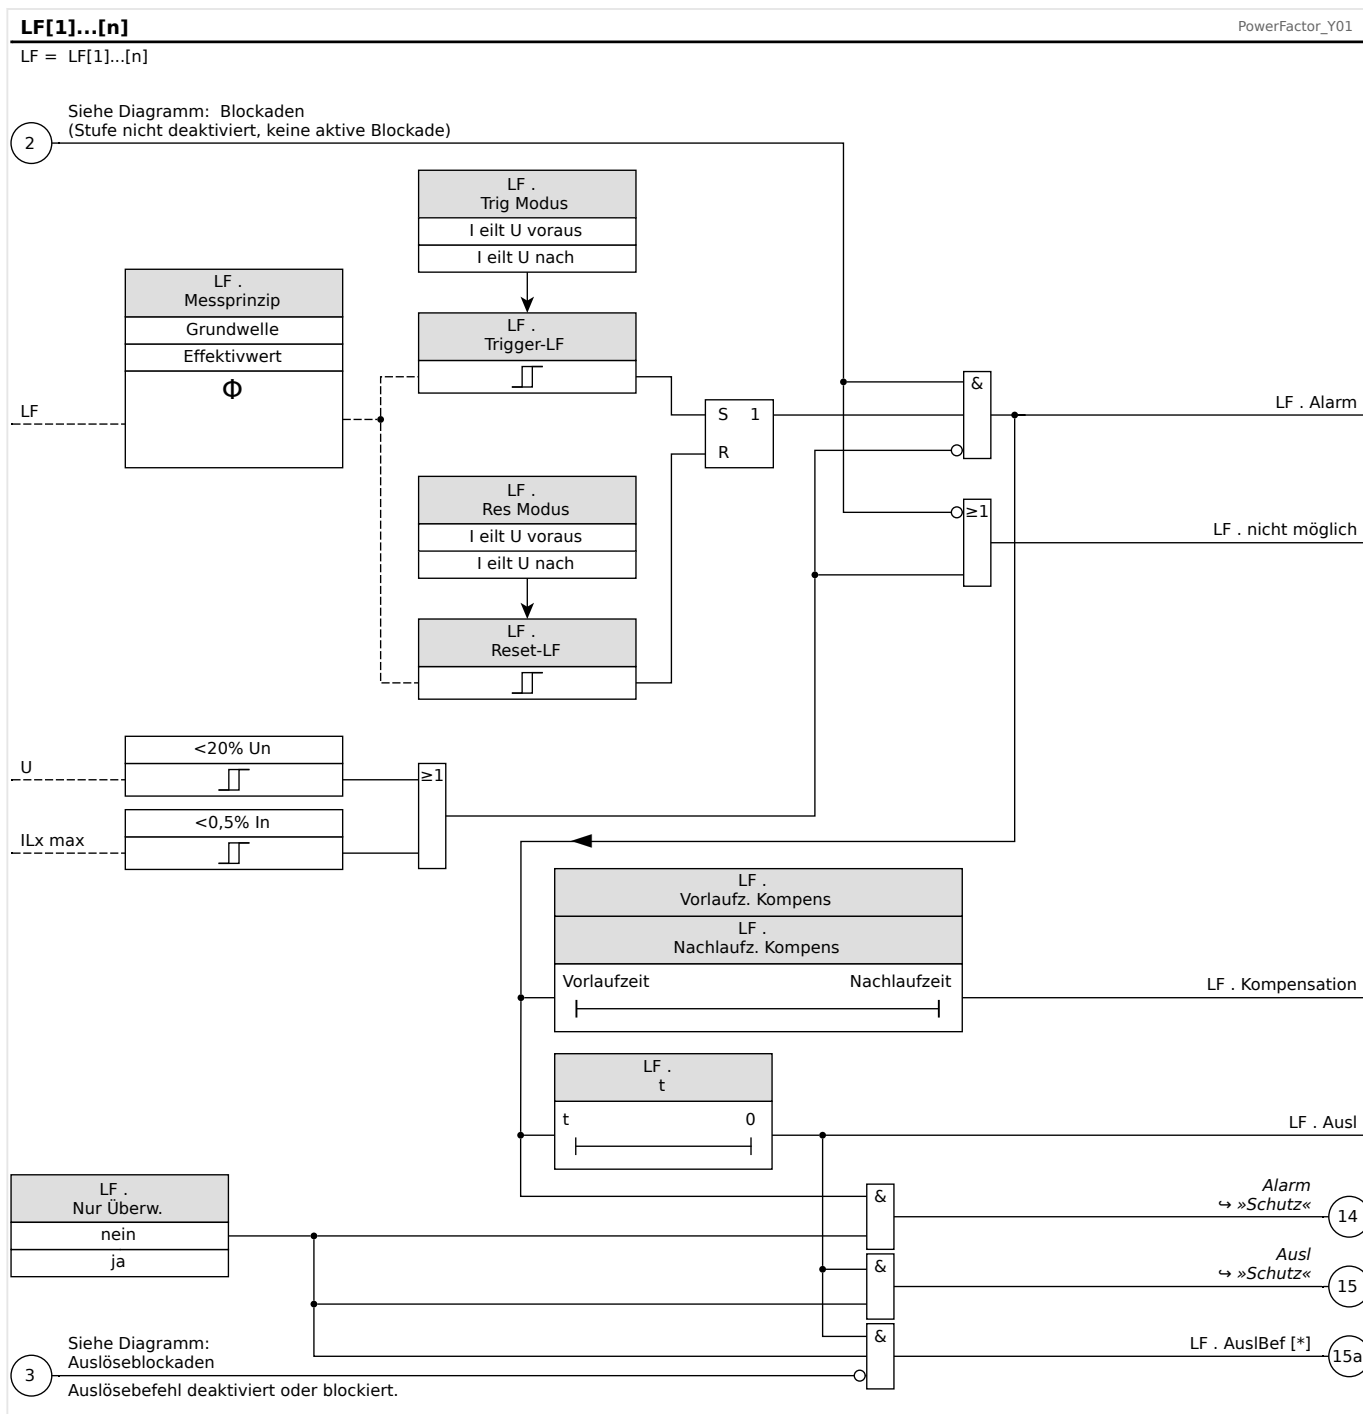 LF[1]...[n]
PowerFactor_Y01
LF = LF[1]...[n]
Siehe Diagramm: Blockaden
(Stufe nicht deaktiviert, keine aktive Blockade)
2
LF .
Trig Modus
I eilt U voraus
I eilt U nach
LF .
Messprinzip
Grundwelle
Effektivwert
Φ
LF
LF .
Trigger-LF
S 1
R
&
LF . Alarm
≥1
LF . nicht möglich
LF .
Res Modus
I eilt U voraus
I eilt U nach
LF .
Reset-LF
U
<20% Un
≥1
ILx max
<0,5% In
LF .
Vorlaufz. Kompens
LF .
Nachlaufz. Kompens
Vorlaufzeit Nachlaufzeit
LF . Kompensation
LF .
t
t 0
LF . Ausl
LF .
Nur Überw.
nein
ja
&
Alarm
↪ »Schutz«
14
&
Ausl
↪ »Schutz«
15
&
LF . AuslBef [*]
15a
Siehe Diagramm:
Auslöseblockaden
3
Auslösebefehl deaktiviert oder blockiert.